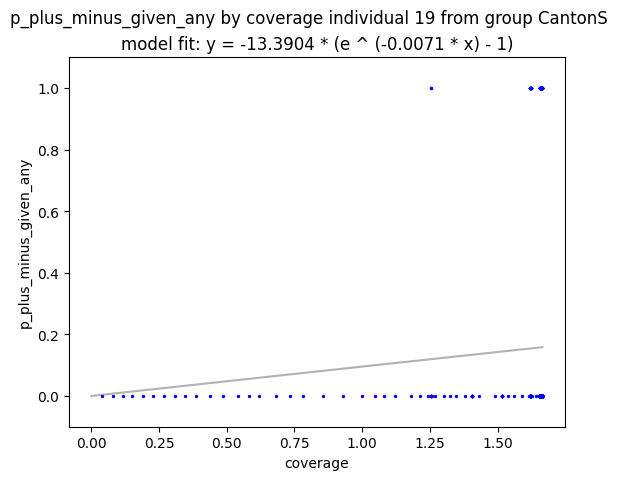 p_plus_minus_given_any by coverage individual 19 from group CantonS
model fit: y = -13.3904 * (e ^ (-0.0071 * x) - 1)
1.0
0.8
0.6
0.4
0.2
0.0
p_plus_minus_given_any
0.00 0.25 0.50 0.75 1.00 1.25 1.50
coverage